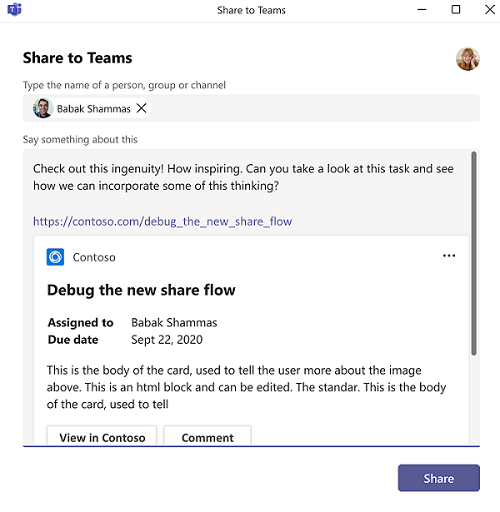 Share to Teams
Share to Teams
Type the name of a person, group or channel
Babak Shammas
Say something about this
Check out this ingenuity! How inspiring. Can you take a look at this task and see
how we can incorporate some of this thinking?
https://contoso.com/debug_the_new_share_flow
Contoso
Debug the new share flow
Assigned to Babak Shammas
Due date Sept 22, 2020
This is the body of the card, used to tell the user more about the image
above. This is an html block and can be edited. The standar. This is the body
of the card, used to tell
View in Contoso Comment
Share